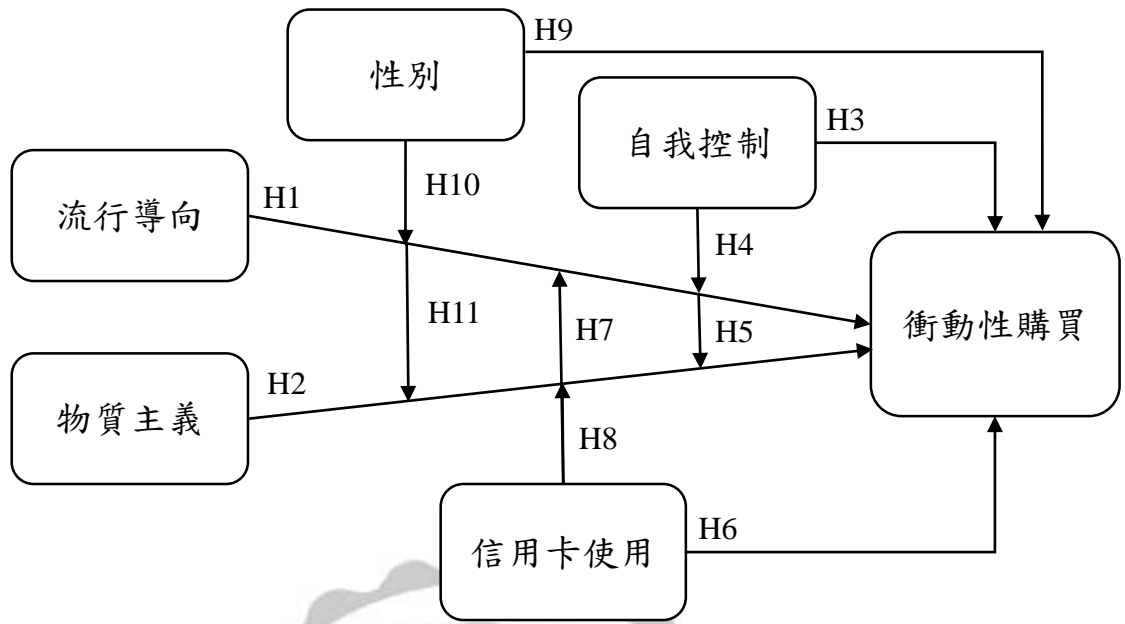 H9
性別
自我控制
H3
流行導向
H1
H10
H4
衝動性購買
H11
H7
H5
物質主義
H2
H8
信用卡使用
H6